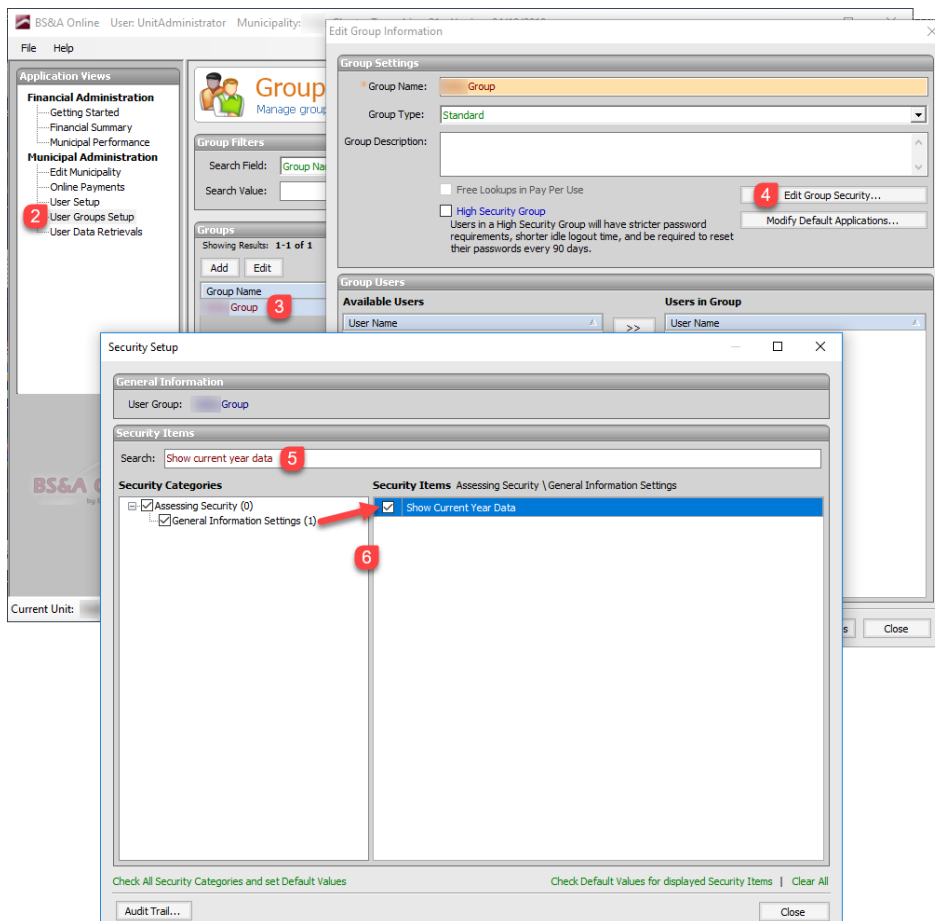 BS&A Online User: UnitAdministrator Municipality:
File Help
Application Views
Financial Administration
Getting Started
Financial Summary
Municipal Performance
Municipal Administration
Edit Municipality
Online Payments
User Setup
2 User Groups Setup
User Data Retrievals
BS&A
by
Current Unit:
Group
Manage group
Group Filters
Search Field: Group Na
Search Value:
Groups
Showing Results: 1-1 of 1
Add Edit
Group Name
Group 3
Edit Group Information
Group Settings
*Group Name: Group
Group Type: Standard
Group Description:
Free Lookups in Pay Per Use
4 Edit Group Security...
High Security Group
Modify Default Applications...
Users in a High Security Group will have stricter password
requirements, shorter idle logout time, and be required to reset
their passwords every 90 days.
Group Users
Available Users Users in Group
User Name >> User Name
s Close
Security Setup
General Information
User Group: Group
Security Items
Search: Show current year data 5
Security Categories Security Items Assessing Security \ General Information Settings
Assessing Security (0) Show Current Year Data
General Information Settings (1)
6
Check All Security Categories and set Default Values Check Default Values for displayed Security Items | Clear All
Audit Trail... Close